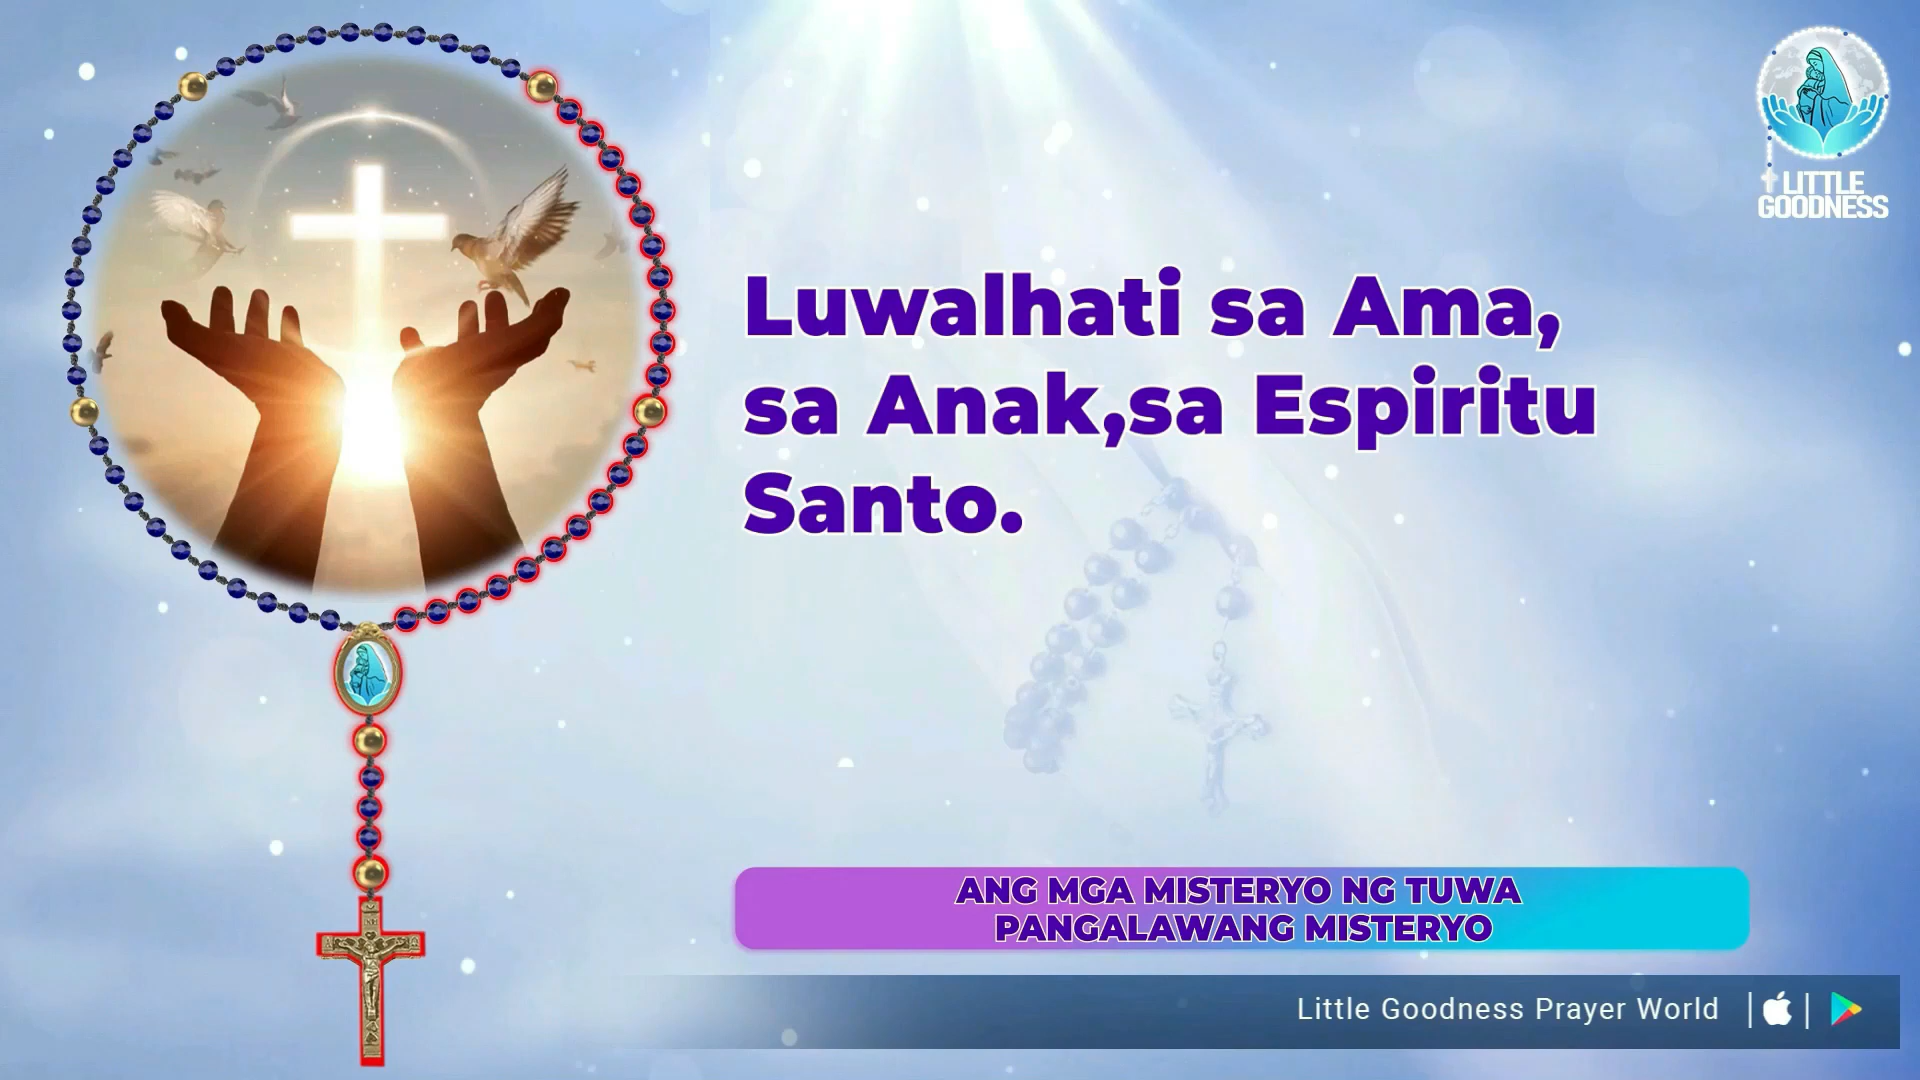 LITTLE
GOODNESS
Luwalhati sa Ama,
sa Anak,sa Espiritu
Santo.
ANG MGA MISTERYO NG TUWA
PANGALAWANG MISTERYO
Little Goodness Prayer World